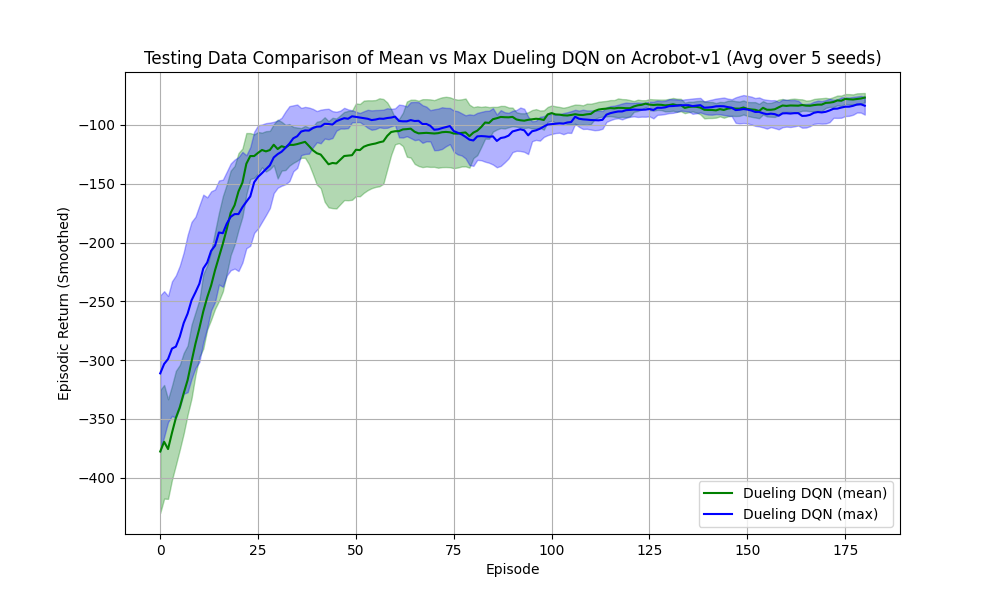 Testing Data Comparison of Mean vs Max Dueling DQN on Acrobot-v1 (Avg over 5 seeds)
Episodic Return (Smoothed)
−100
−150
−200
−250
−300
−350
−400
0 25 50 75 100 125 150 175
Episode
Dueling DQN (mean)
Dueling DQN (max)